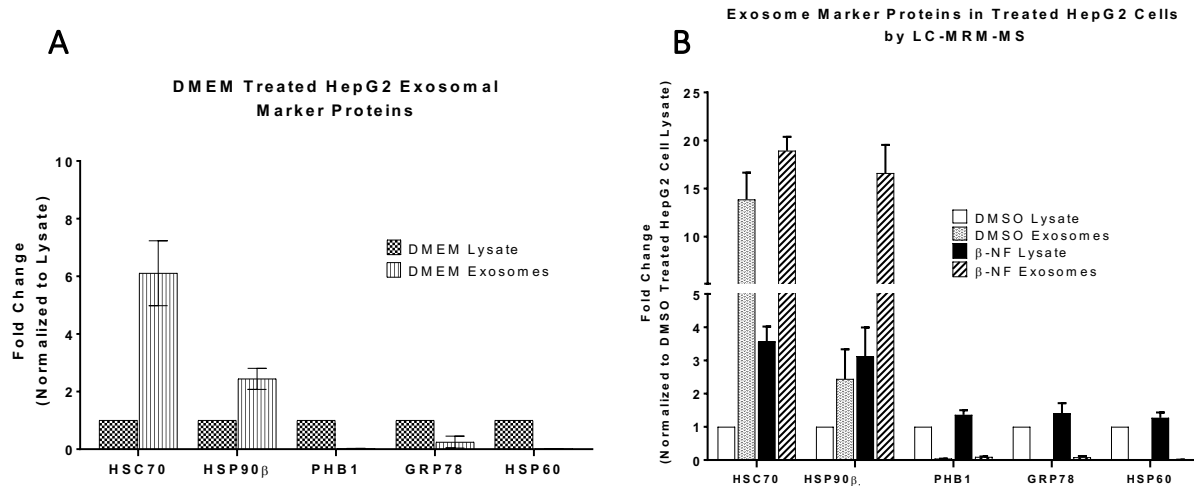 A
DMEM Treated HepG2 Exosomal
Marker Proteins
Fold Change
(Normalized to Lysate)
10
8
6
4
2
0
DMEM Lysate
DMEM Exosomes
HSC70 HSP90β PHB1 GRP78 HSP60
Exosome Marker Proteins in Treated HepG2 Cells
by LC-MRM-MS
B
Fold Change
(Normalized to DMSO Treated HepG2 Cell Lysate)
25
20
15
10
5
4
3
2
1
0
DMSO Lysate
DMSO Exosomes
β-NF Lysate
β-NF Exosomes
HSC70 HSP90β. PHB1 GRP78 HSP60